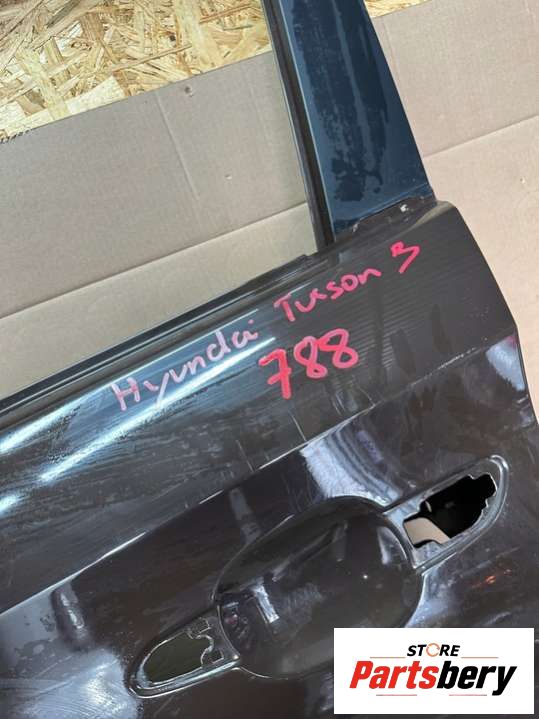 Hyundai Tuson 3
788
STORE
Partsbery